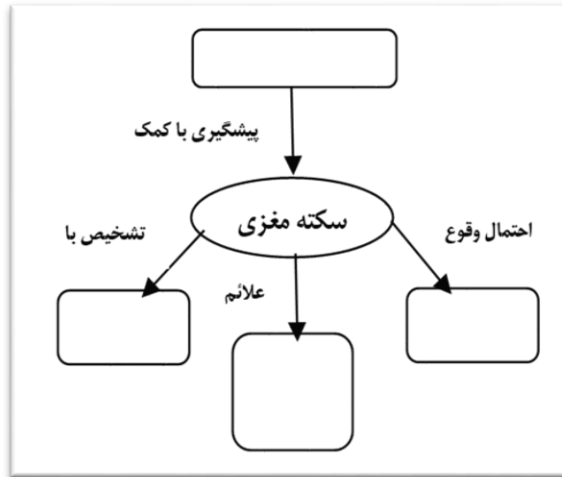 پیشگیری با کمک
سکته مغزی
احتمال وقوع
تشخیص با
علائم